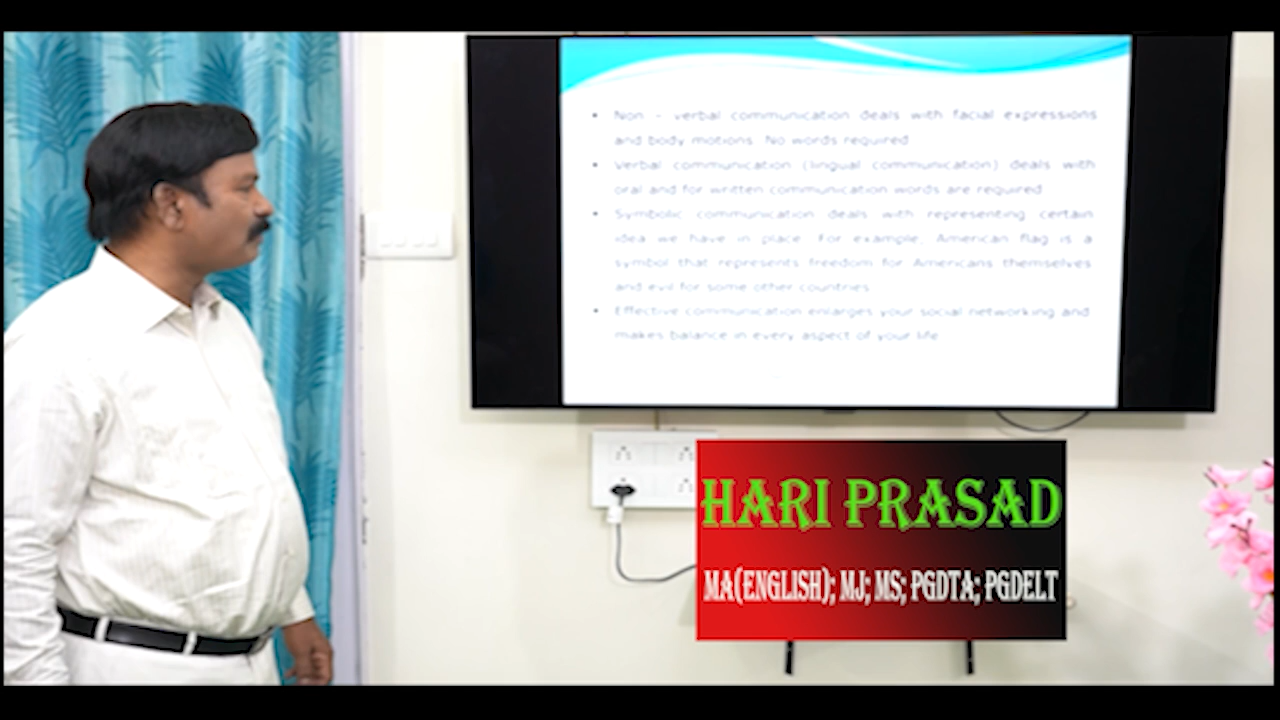 • Non - verbal communication deals with facial expressions
and body motions. No words required.
• Verbal communication (lingual communication) deals with
oral and for written communication words are required.
• Symbolic communication deals with representing certain
idea we have in place. For example, American flag is a
symbol that represents freedom for Americans themselves
and evil for some other countries.
• Effective communication enlarges your social networking and
makes balance in every aspect of your life.
HARI PRASAD
MA(ENGLISH); MJ; MS; PGDTA; PGDELT